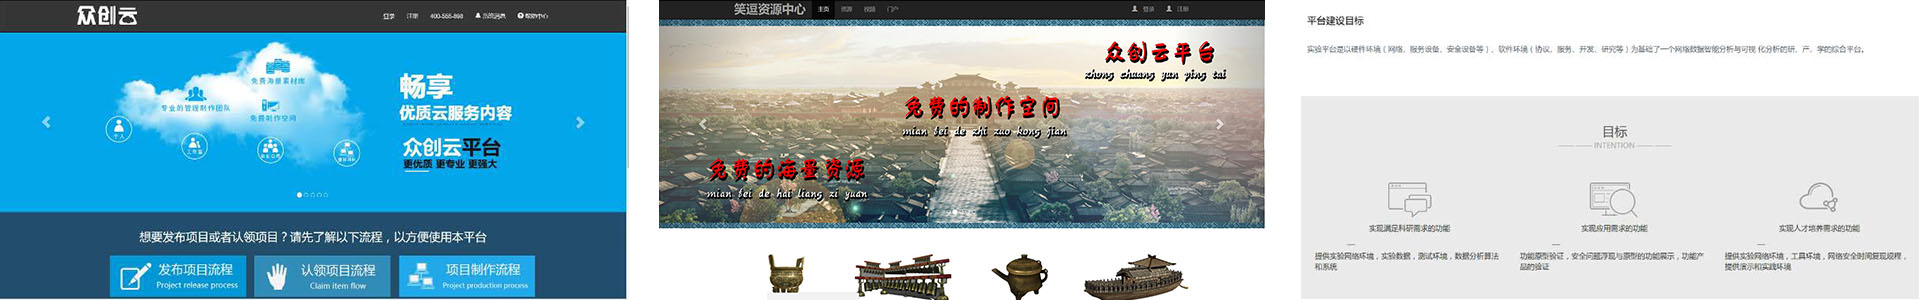 众创云
登录 注册 400-555-898 系统消息 帮助中心
免费海量素材库
专业的管理制作团队
免费制作空间
个人
工作室
畅享
优质云服务内容
众创云平台
更优质 更专业 更强大
想要发布项目或者认领项目？请先了解以下流程，以方便使用本平台
发布项目流程
Project release process
认领项目流程
Claim item flow
项目制作流程
Project production process
笑逗资源中心 主页 资源 视频 门户 登录 注册
众创云平台
zhong chuang yun ping tai
免费的制作空间
mian fei de zhi zuo kong jian
免费的海量资源
mian fei de hai liang zi yuan
平台建设目标
实验平台是以硬件环境（网络、服务设备、安全设备等）、软件环境（协议、服务、开发、研究等）为基础了一个网络数据智能分析与可视 化分析的研、产、学的综合平台。
目标
INTENTION
实现满足科研需求的功能
提供实验网络环境，实验数据，测试环境，数据分析算法
和系统
实现应用需求的功能
功能原型验证，安全问题浮现与原型的功能展示，功能产
品的验证
实现人才培养需求的功能
提供实验网络环境，工具环境，网络安全时间复现观程，
提供演示和实践环境